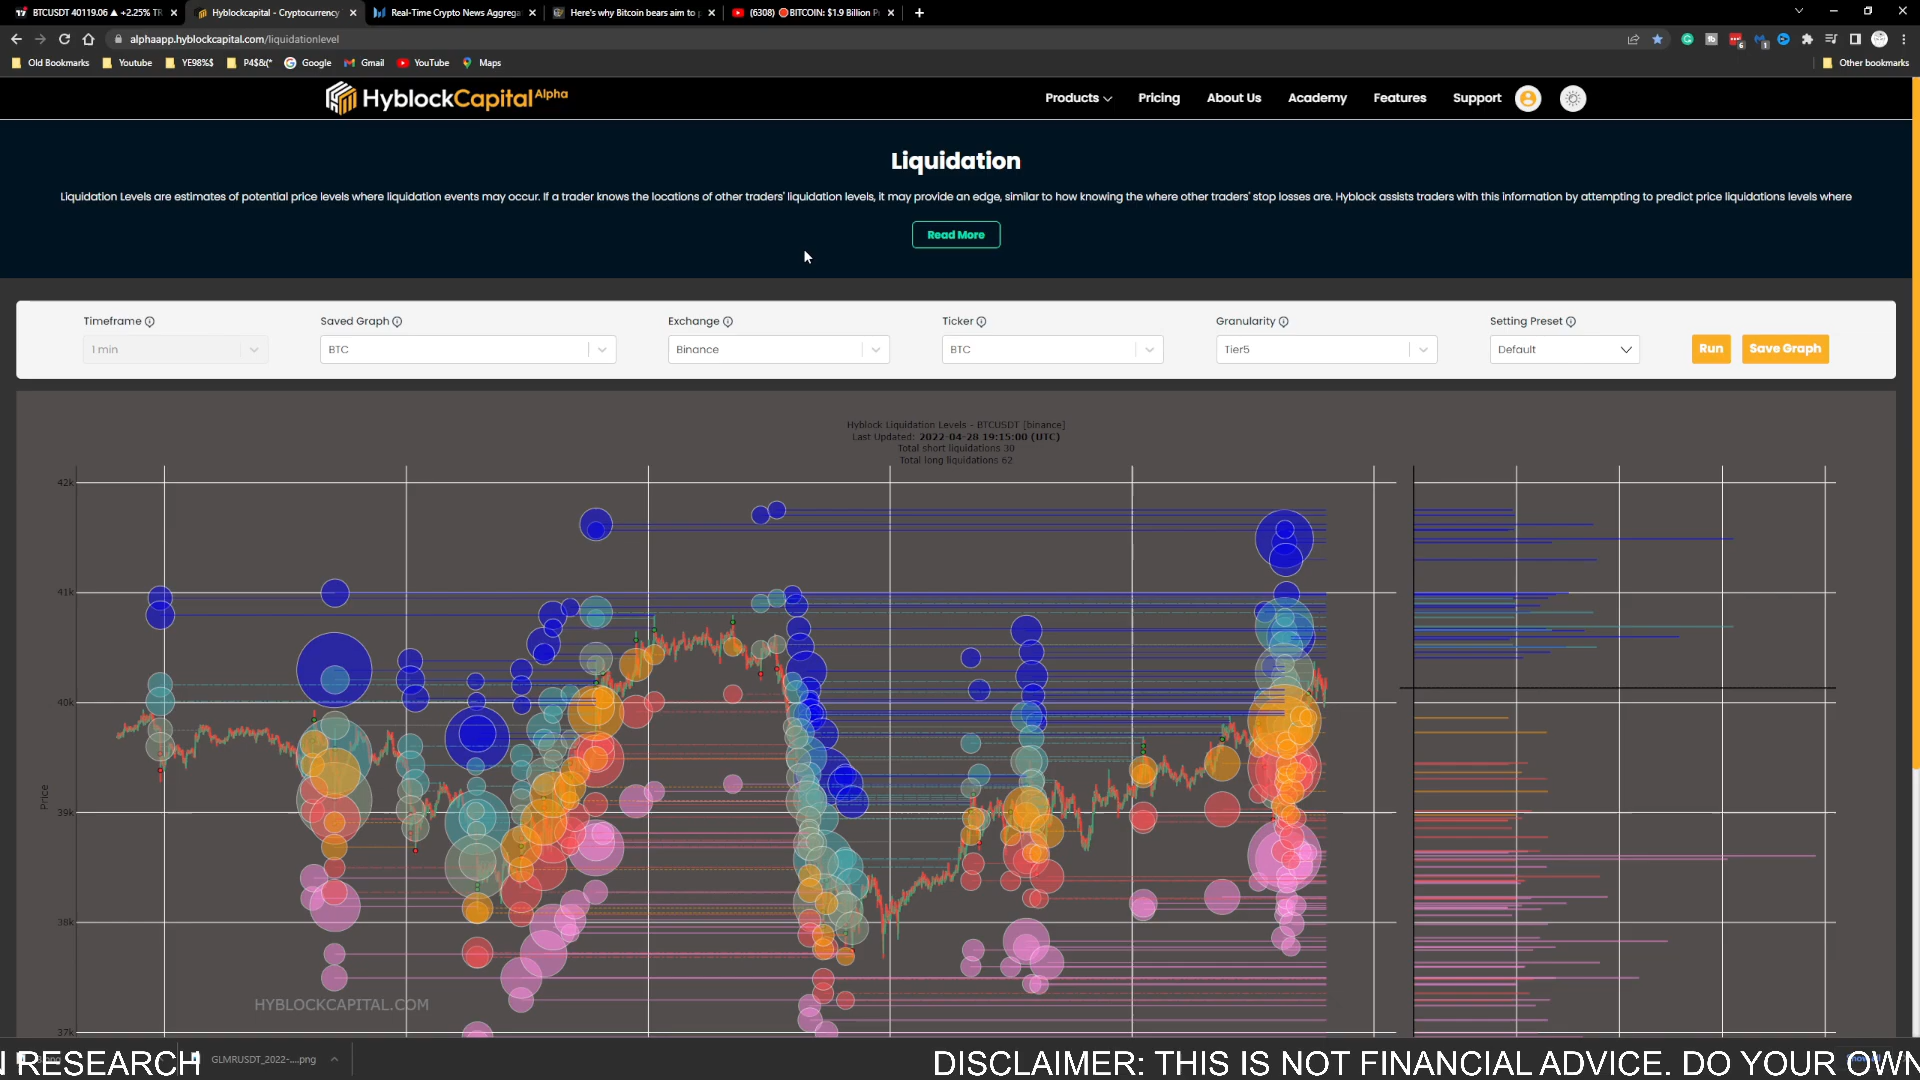 BTCUSDT 40119.06 ▲ +2.25% TR
Hyblockcapital - Cryptocurrency
Real-Time Crypto News Aggrega
Here's why Bitcoin bears aim to
(6308) 🔴BITCOIN: $1.9 Billion P
alphaapp.hyblockcapital.com/liquidationlevel
Old Bookmarks Youtube YE98%$ P4$&(* Google Gmail YouTube Maps Other bookmarks
HyblockCapital Alpha
Products Pricing About Us Academy Features Support
Liquidation
Liquidation Levels are estimates of potential price levels where liquidation events may occur. If a trader knows the locations of other traders' liquidation levels, it may provide an edge, similar to how knowing the where other traders' stop losses are. Hyblock assists traders with this information by attempting to predict price liquidations levels where
Read More
Timeframe Saved Graph Exchange Ticker Granularity Setting Preset
1 min BTC Binance BTC Tier5 Default Run Save Graph
Hyblock Liquidation Levels - BTCUSDT [binance]
Last Updated: 2022-04-28 19:15:00 (UTC)
Total short liquidations 30
Total long liquidations 62
42k
41k
40k
Price
39k
38k
37k
HYBLOCKCAPITAL.COM
GLMRUSDT_2022-....png
N RESEARCH
DISCLAIMER: THIS IS NOT FINANCIAL ADVICE. DO YOUR OWN